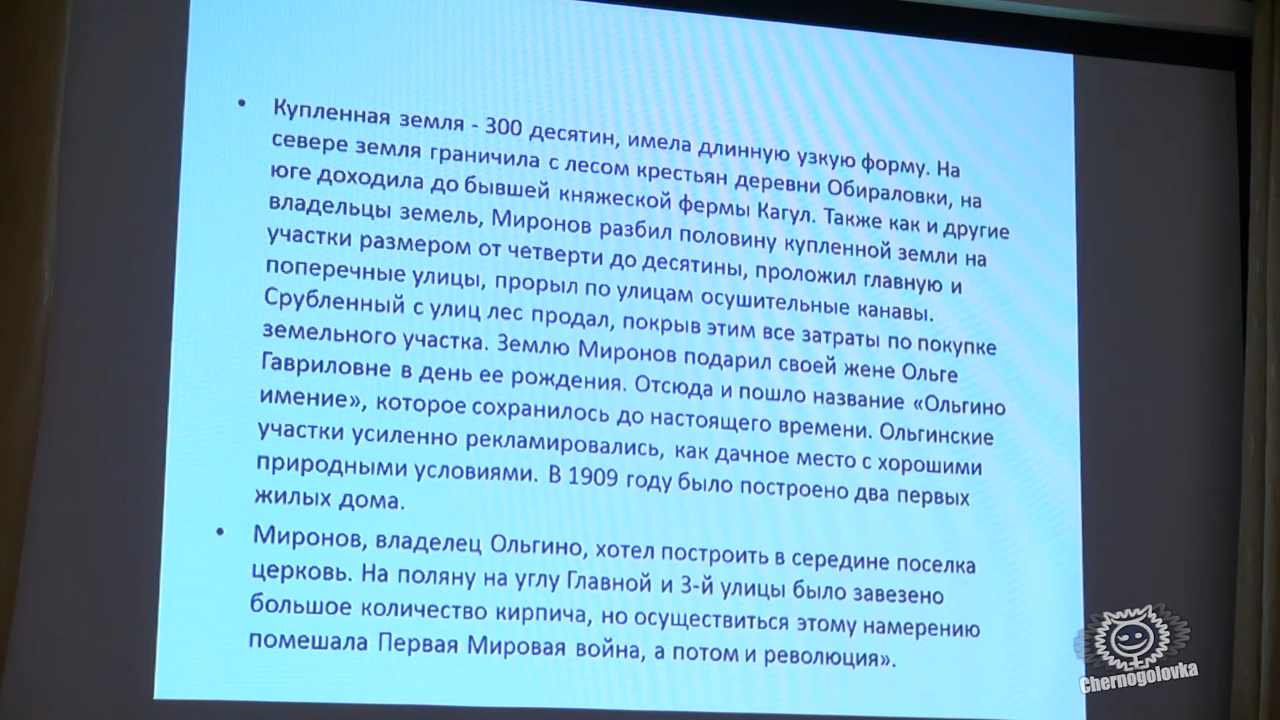 • Купленная земля - 300 десятин, имела длинную узкую форму. На
севере земля граничила с лесом крестьян деревни Обираловки, на
юге доходила до бывшей княжеской фермы Кагул. Также как и другие
владельцы земель, Миронов разбил половину купленной земли на
участки размером от четверти до десятины, проложил главную и
поперечные улицы, прорыл по улицам осушительные канавы.
Срубленный с улиц лес продал, покрыв этим все затраты по покупке
земельного участка. Землю Миронов подарил своей жене Ольге
Гавриловне в день ее рождения. Отсюда и пошло название «Ольгино
имение», которое сохранилось до настоящего времени. Ольгинские
участки усиленно рекламировались, как дачное место с хорошими
природными условиями. В 1909 году было построено два первых
жилых дома.
• Миронов, владелец Ольгино, хотел построить в середине поселка
церковь. На поляну на углу Главной и 3-й улицы было завезено
большое количество кирпича, но осуществиться этому намерению
помешала Первая Мировая война, а потом и революция».
Chernogolovka